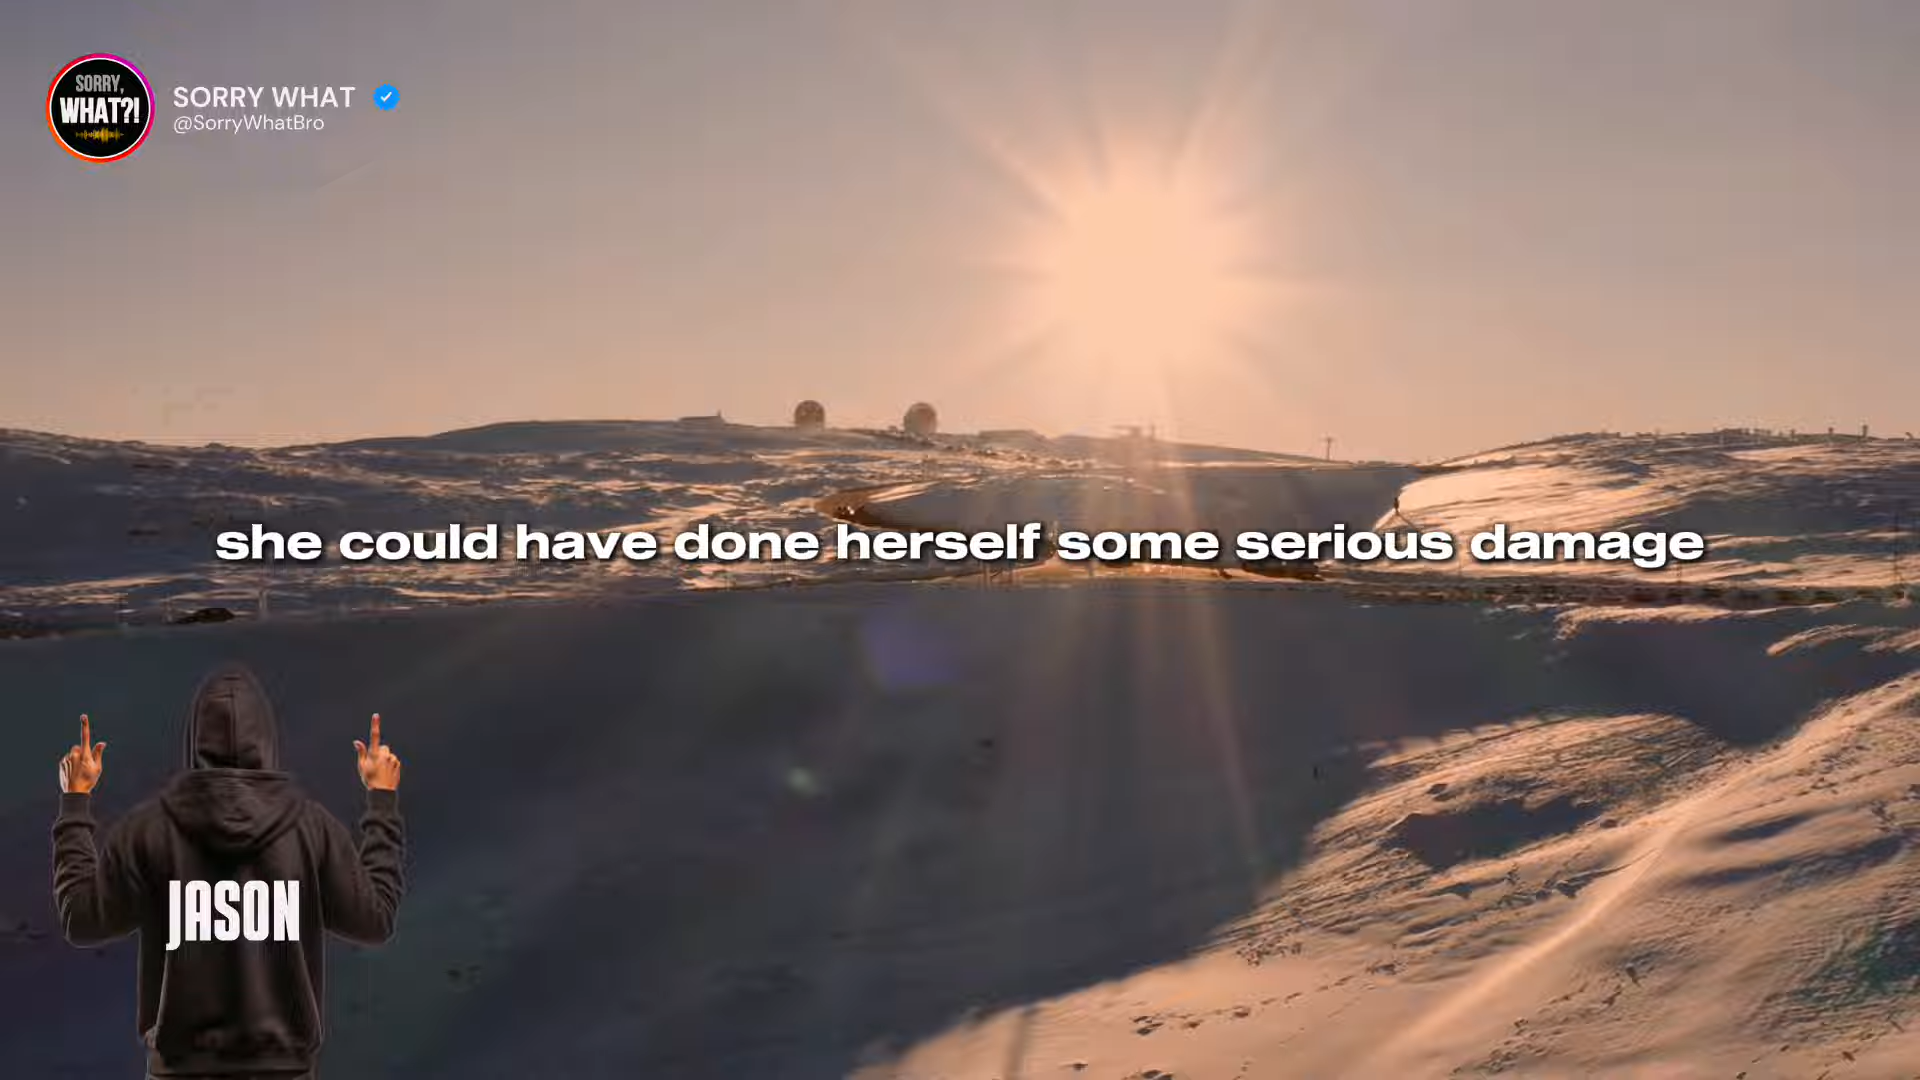 SORRY,
WHAT?!
SORRY WHAT
@SorryWhatBro
she could have done herself some serious damage
JASON